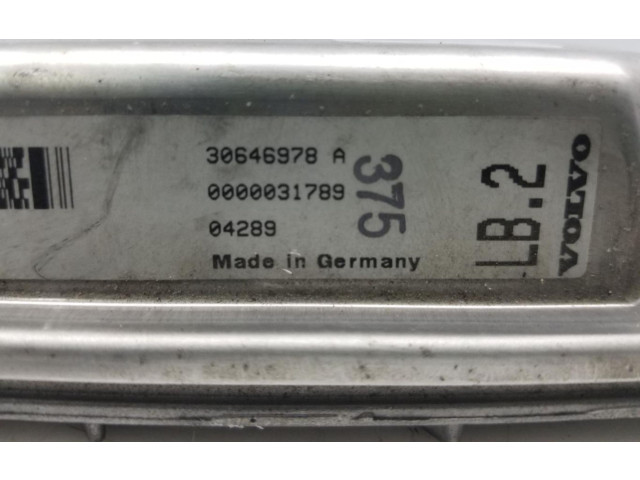 30646978 A
0000031789
04289
Made in Germany
375
LB.2
VOLVO